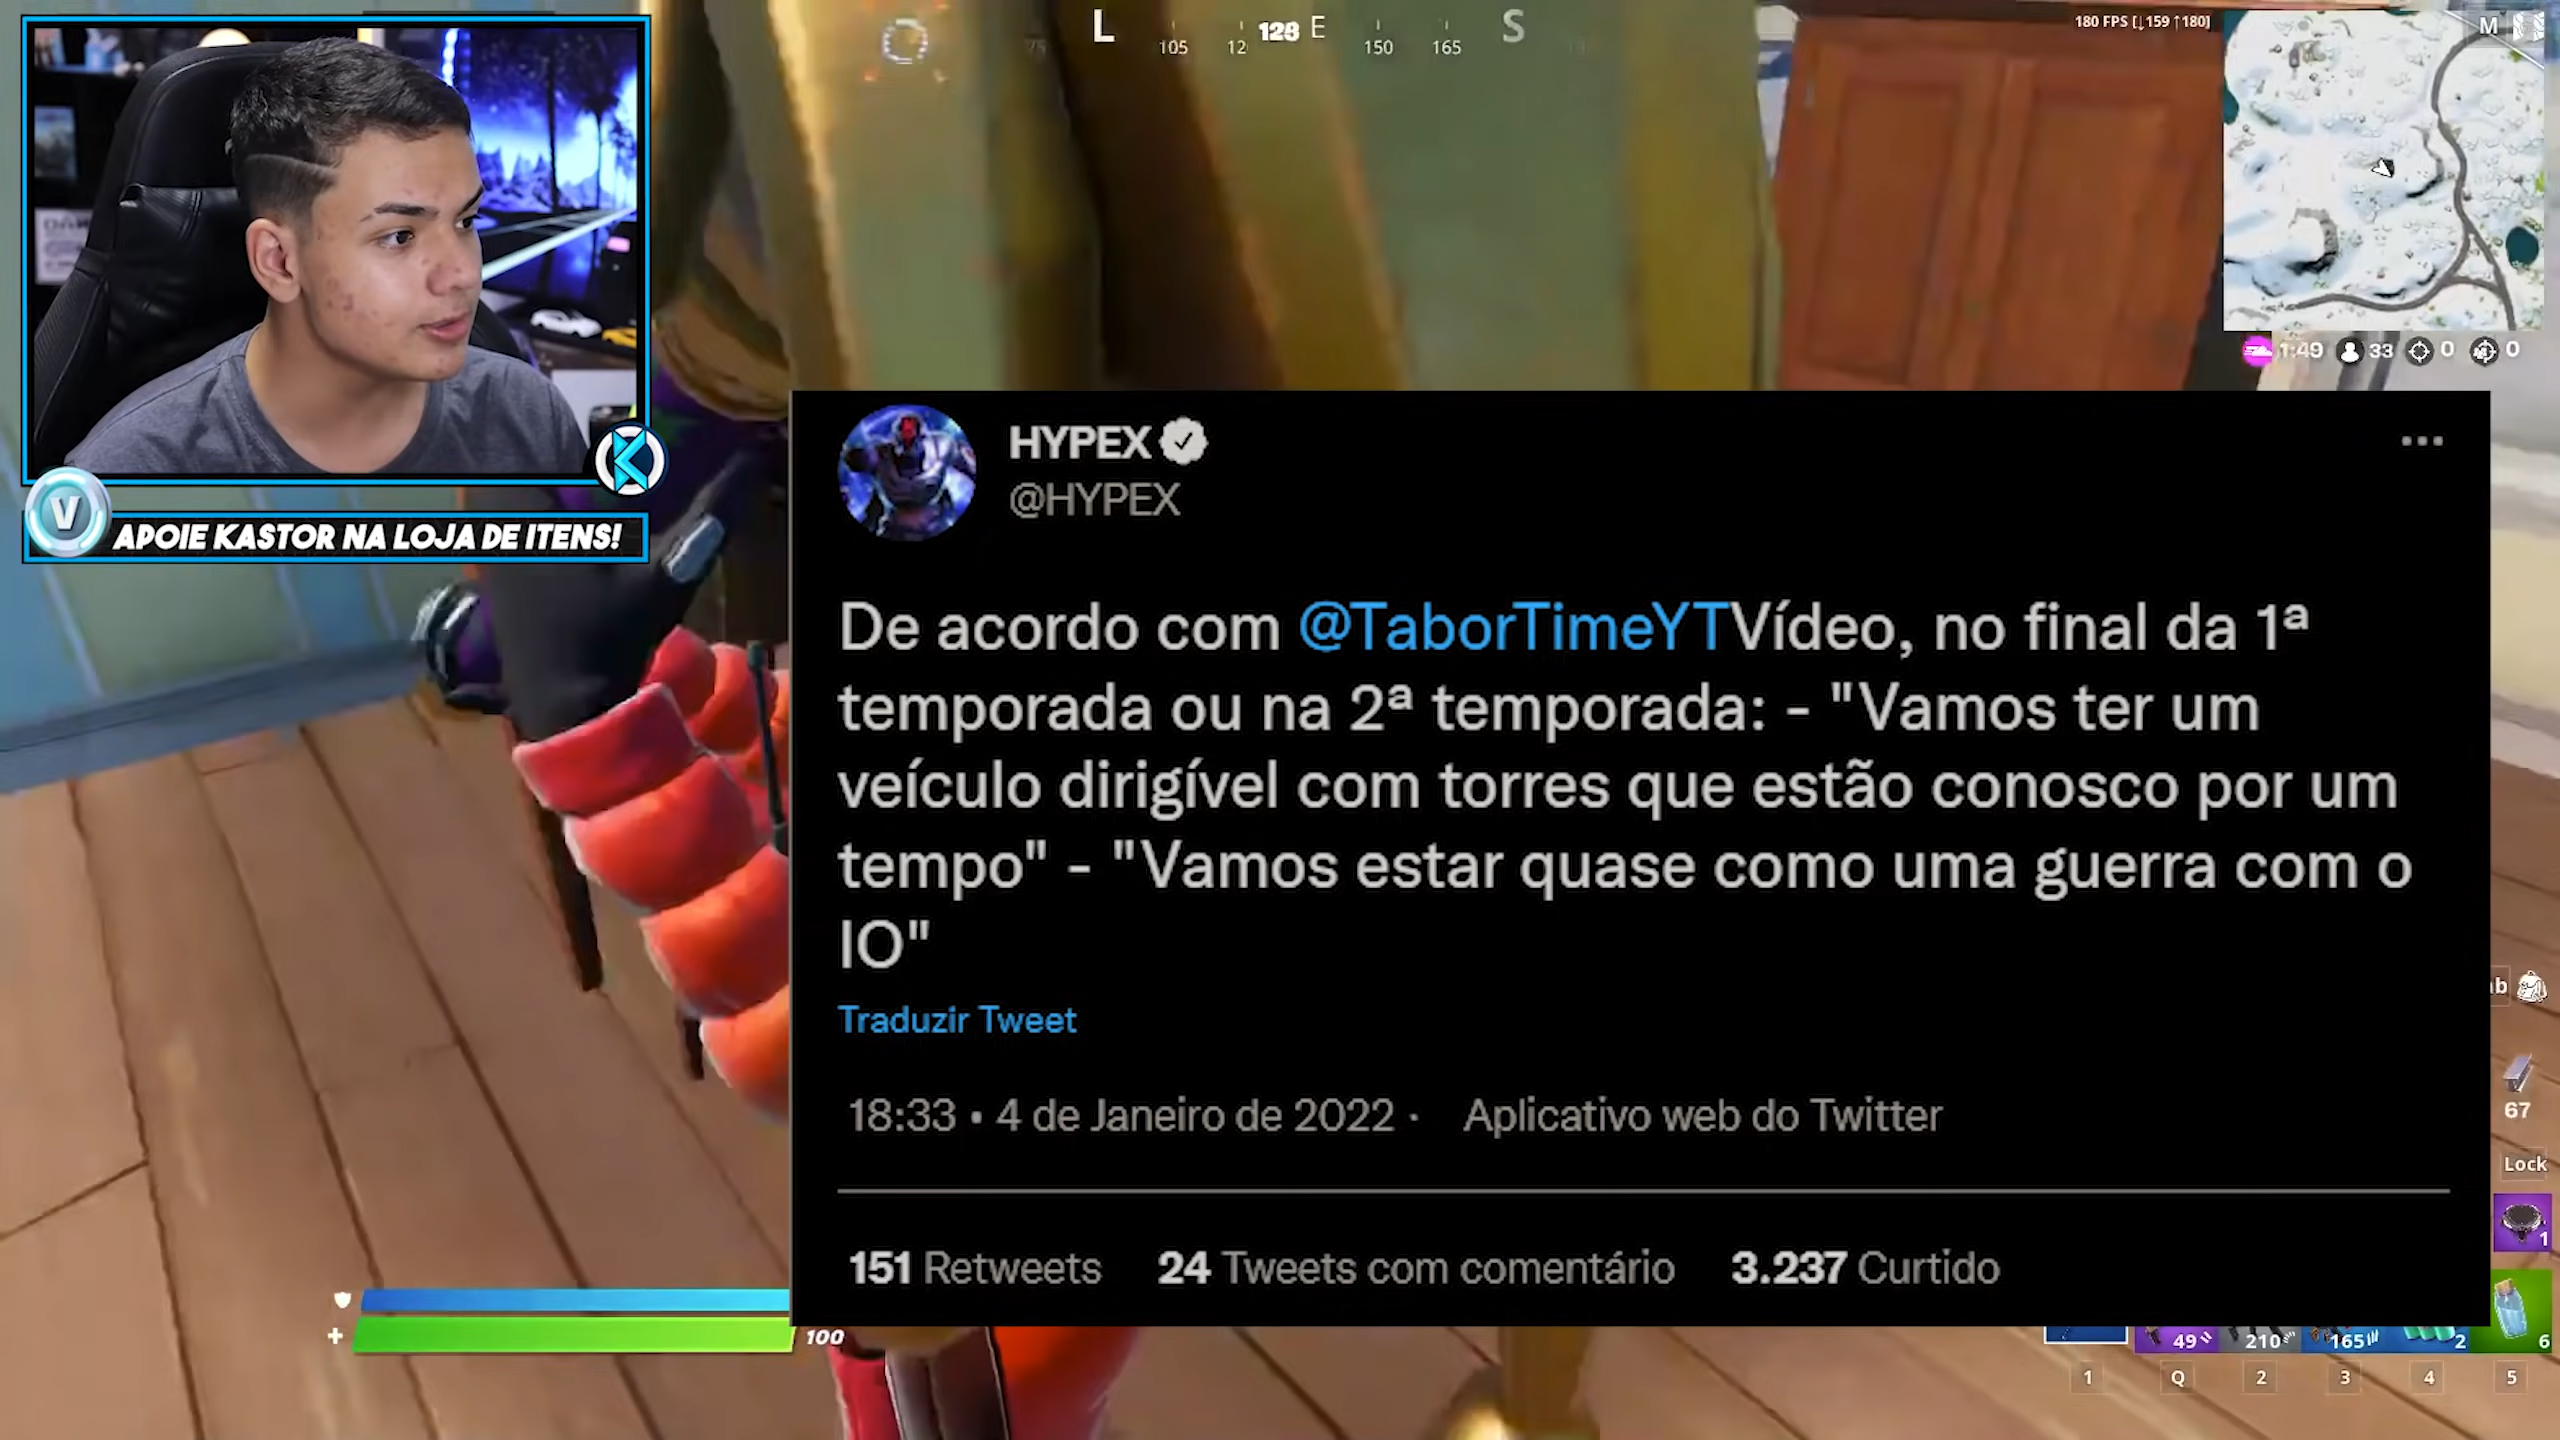 L 105 12 128 E 150 165 S
180 FPS [↓159 ↑180]
M
1:49 33 0 0
V
K
APOIE KASTOR NA LOJA DE ITENS!
HYPEX
@HYPEX
De acordo com @TaborTimeYTVídeo, no final da 1ª
temporada ou na 2ª temporada: - "Vamos ter um
veículo dirigível com torres que estão conosco por um
tempo" - "Vamos estar quase como uma guerra com o
IO"
Traduzir Tweet
18:33 • 4 de Janeiro de 2022 · Aplicativo web do Twitter
151 Retweets 24 Tweets com comentário 3.237 Curtido
67
Lock
1
100
49 210 165 2 6
1 Q 2 3 4 5